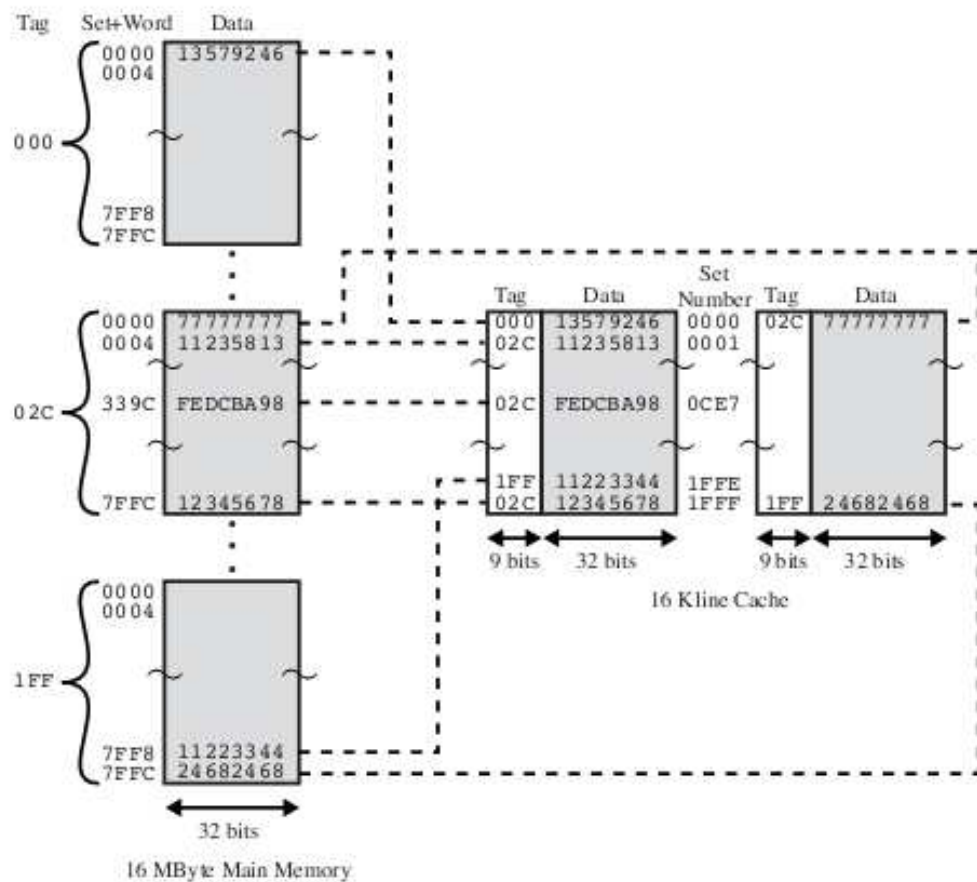 Tag Set+Word Data
0000 13579246
0004
000
7FF8
7FFC
Set
Tag Data Number Tag Data
0000 77777777 000 13579246 0000 02C 77777777
0004 11235813 02C 11235813 0001
02C 339C FEDCBA98 02C FEDCBA98 0CE7
1FF 11223344 1FFE
7FFC 12345678 02C 12345678 1FFF 1FF 24682468
9 bits 32 bits 9 bits 32 bits
16 Kline Cache
0000
0004
1FF
7FF8 11223344
7FFC 24682468
32 bits
16 MByte Main Memory